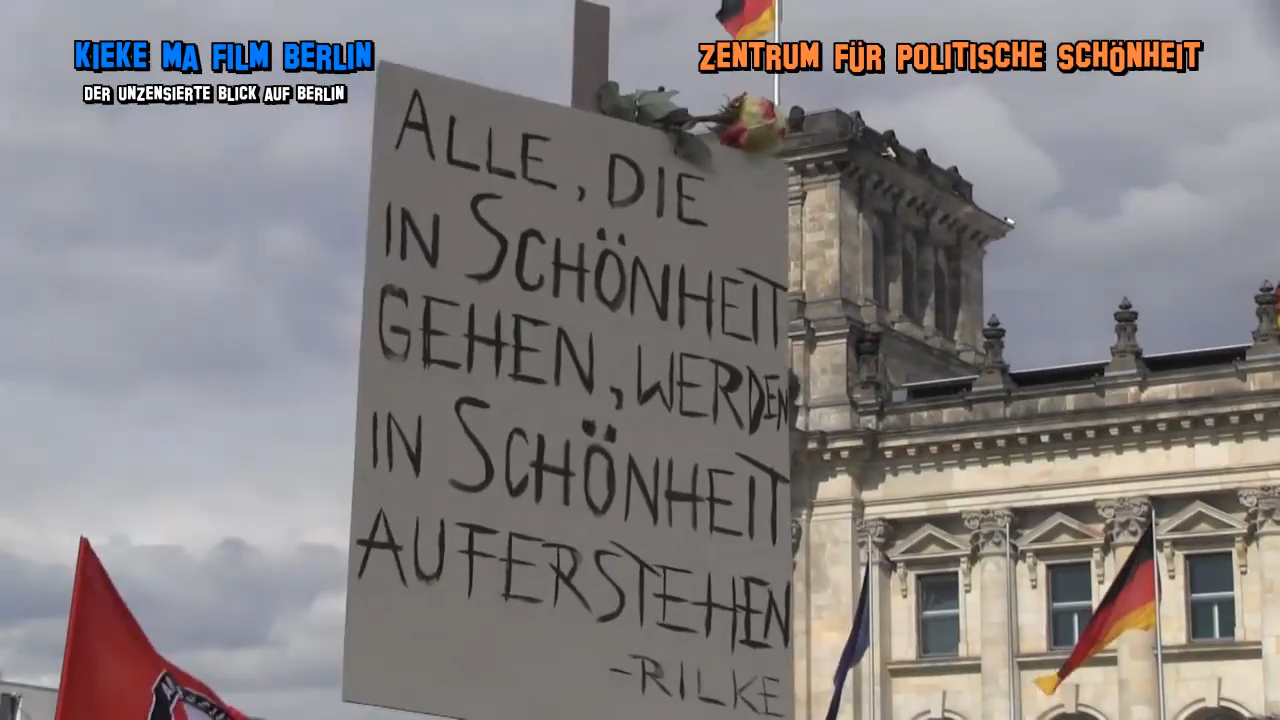 KIEKE MA FILM BERLIN
DER UNZENSIERTE BLICK AUF BERLIN
ZENTRUM FÜR POLITISCHE SCHÖNHEIT
ALLE, DIE
IN SCHÖNHEIT
GEHEN, WERDEN
IN SCHÖNHEIT
AUFERSTEHEN
-RILKE